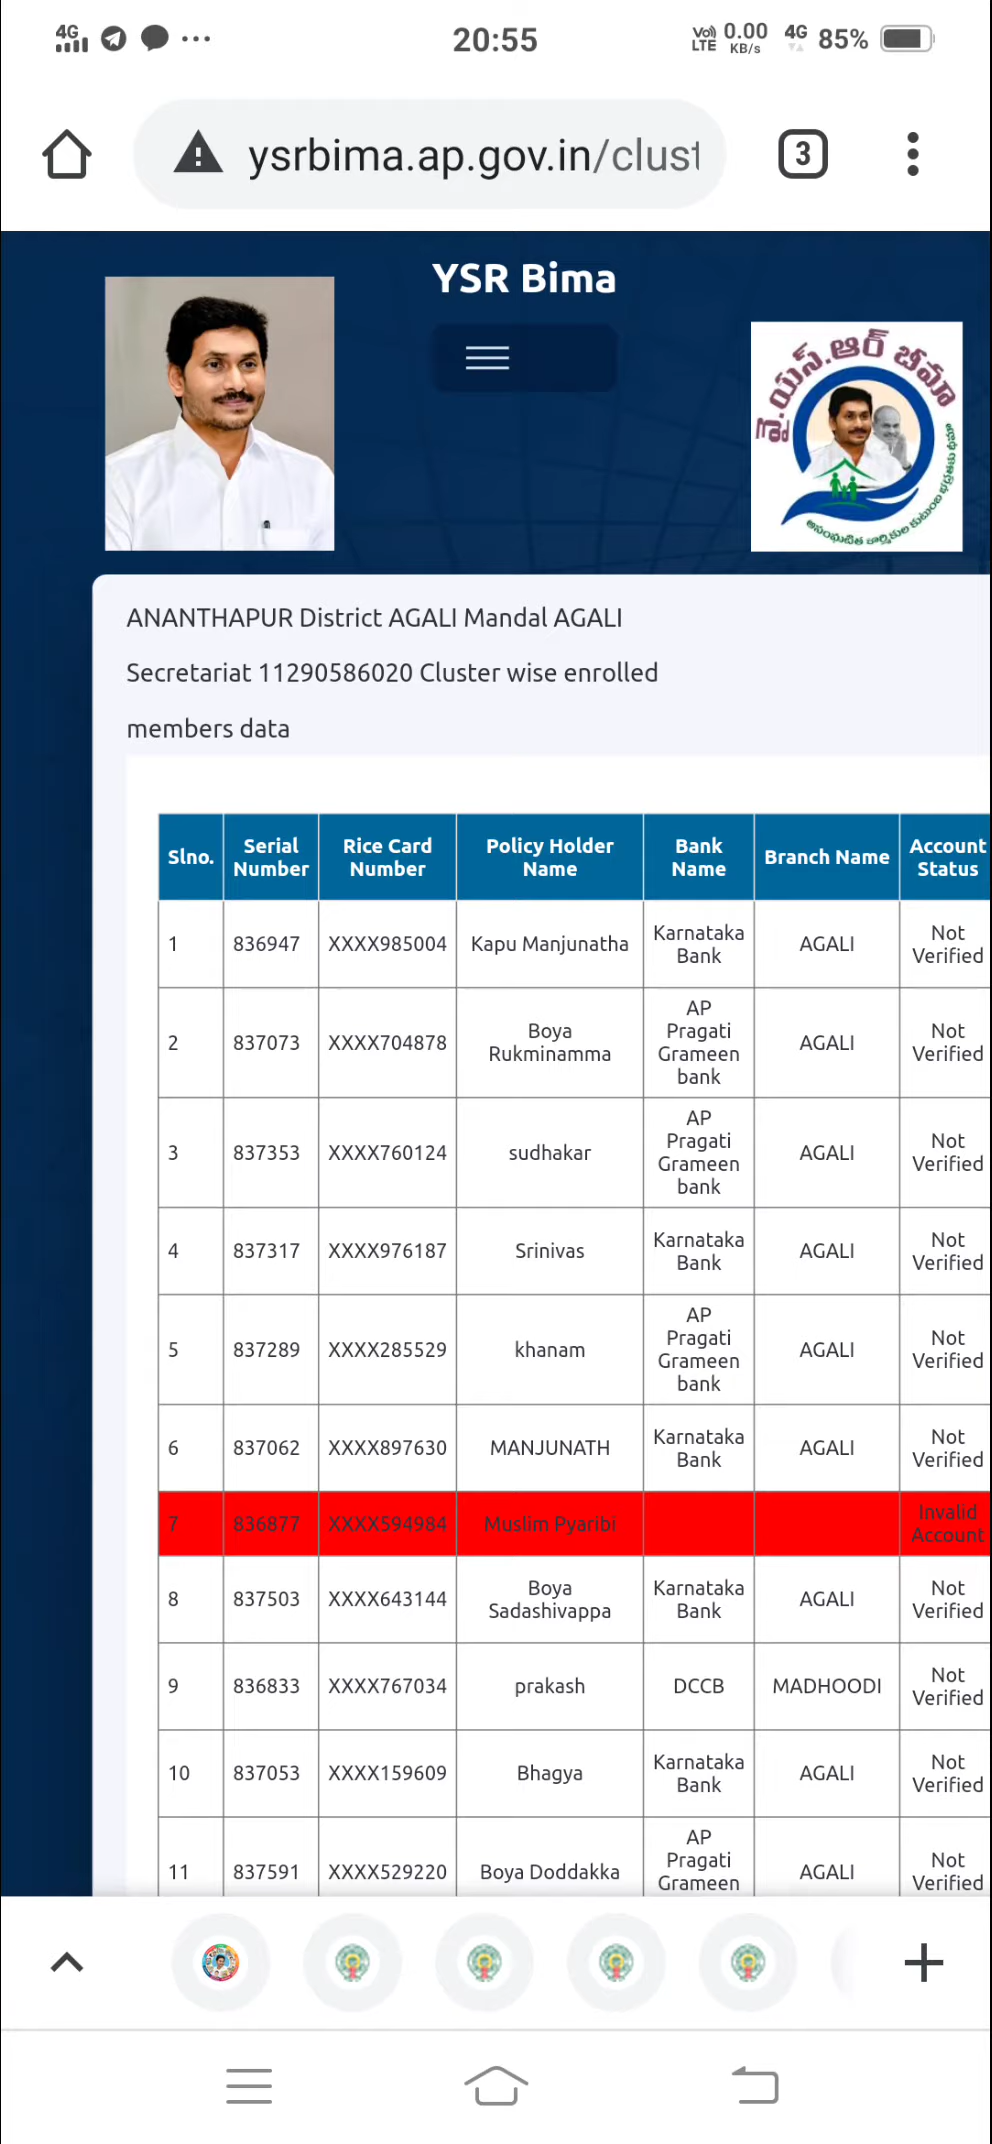 4G
20:55
Vo))
LTE
0.00
KB/s
4G
85%
ysrbima.ap.gov.in/clust
3
YSR Bima
వై.యస్.ఆర్ బీమా
ANANTHAPUR District AGALI Mandal AGALI
Secretariat 11290586020 Cluster wise enrolled
members data
Slno. Serial Number Rice Card Number Policy Holder Name Bank Name Branch Name Account Status
1 836947 XXXX985004 Kapu Manjunatha Karnataka Bank AGALI Not Verified
2 837073 XXXX704878 Boya Rukminamma AP Pragati Grameen bank AGALI Not Verified
3 837353 XXXX760124 sudhakar AP Pragati Grameen bank AGALI Not Verified
4 837317 XXXX976187 Srinivas Karnataka Bank AGALI Not Verified
5 837289 XXXX285529 khanam AP Pragati Grameen bank AGALI Not Verified
6 837062 XXXX897630 MANJUNATH Karnataka Bank AGALI Not Verified
7 836877 XXXX594984 Muslim Pyaribi Invalid Account
8 837503 XXXX643144 Boya Sadashivappa Karnataka Bank AGALI Not Verified
9 836833 XXXX767034 prakash DCCB MADHOODI Not Verified
10 837053 XXXX159609 Bhagya Karnataka Bank AGALI Not Verified
11 837591 XXXX529220 Boya Doddakka AP Pragati Grameen AGALI Not Verified